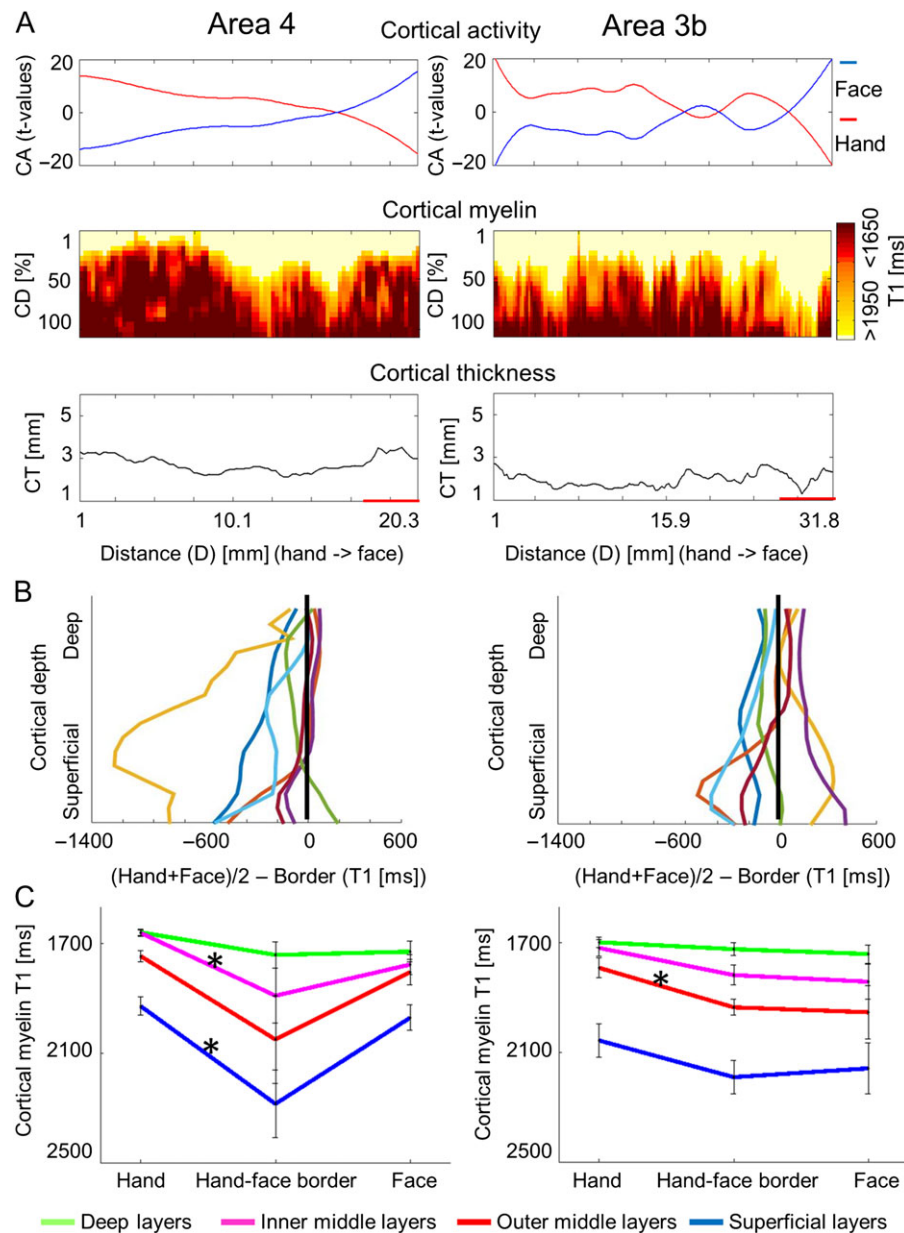 A
Area 4
Cortical activity
Area 3b
CA (t-values)
20
0
−20
CA (t-values)
20
0
−20
Face
Hand
Cortical myelin
CD [%]
1
50
100
CD [%]
1
50
100
>1950 <1650
T1 [ms]
Cortical thickness
CT [mm]
5
3
1
CT [mm]
5
3
1
1 10.1 20.3
1 15.9 31.8
Distance (D) [mm] (hand -> face)
Distance (D) [mm] (hand -> face)
B
Cortical depth
Superficial Deep
Cortical depth
Superficial Deep
−1400 −600 0 600
−1400 −600 0 600
(Hand+Face)/2 – Border (T1 [ms])
(Hand+Face)/2 – Border (T1 [ms])
C
Cortical myelin T1 [ms]
1700
2100
2500
*
*
Cortical myelin T1 [ms]
1700
2100
2500
*
Hand Hand-face border Face
Hand Hand-face border Face
Deep layers Inner middle layers Outer middle layers Superficial layers